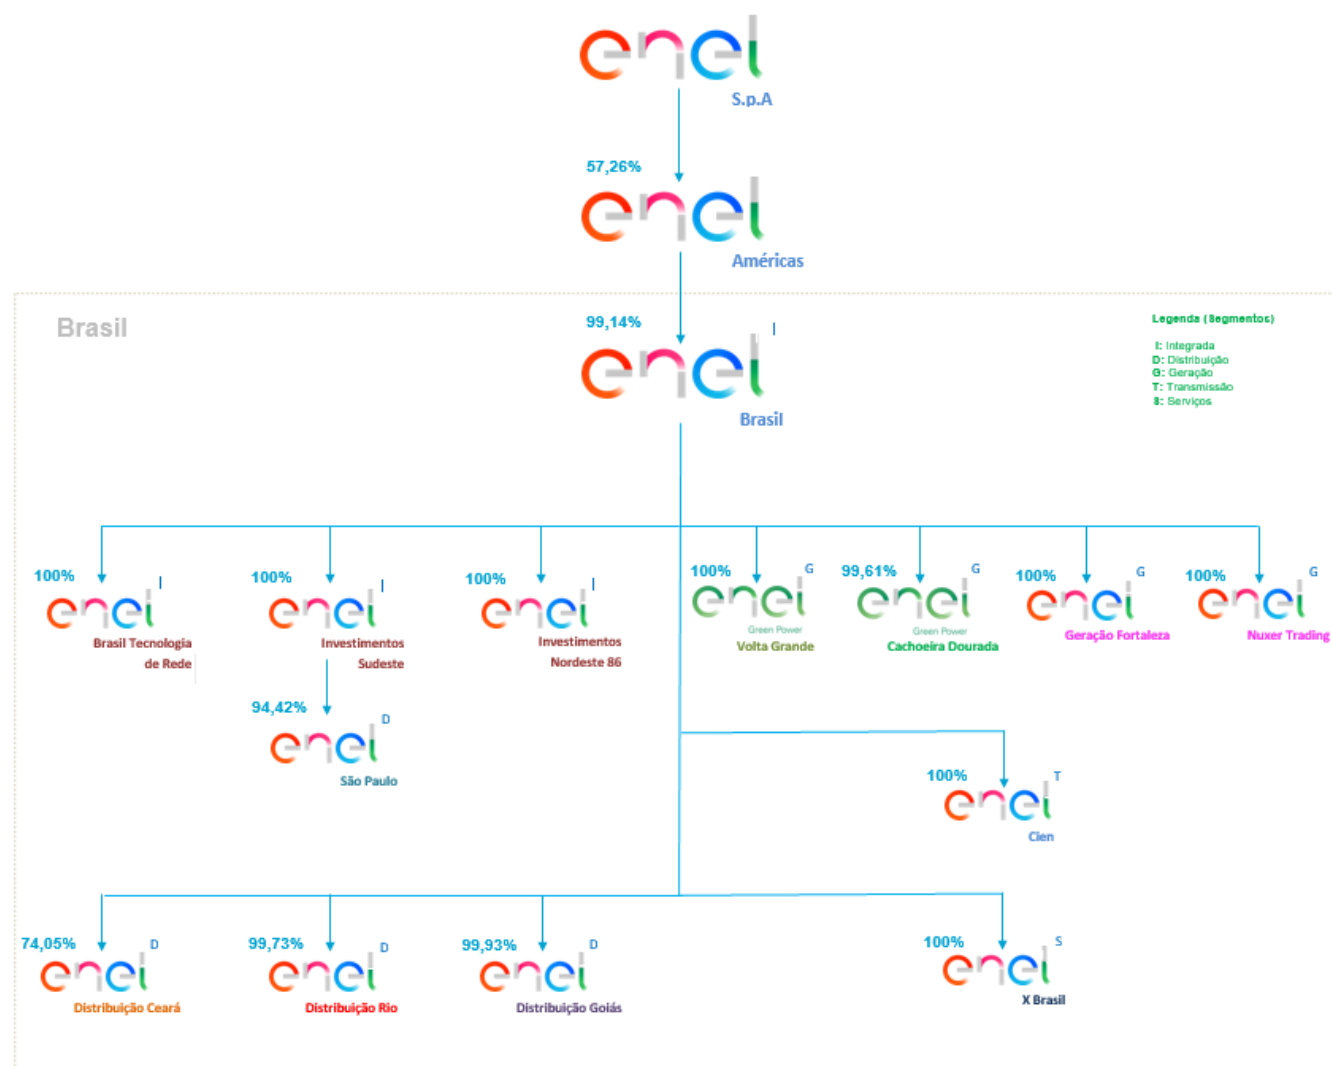 enel
S.p.A
57,26%
enel
Américas
Brasil
99,14%
I
enel
Brasil
Legenda (Segmentos)
I: Integrada
D: Distribuição
G: Geração
T: Transmissão
S: Serviços
100%
I
enel
Brasil Tecnologia
de Rede
100%
I
enel
Investimentos
Sudeste
100%
I
enel
Investimentos
Nordeste 86
100%
G
enel
Green Power
Volta Grande
99,61%
G
enel
Green Power
Cachoeira Dourada
100%
G
enel
Geração Fortaleza
100%
G
enel
Nuxer Trading
94,42%
D
enel
São Paulo
100%
T
enel
Cien
74,05%
D
enel
Distribuição Ceará
99,73%
D
enel
Distribuição Rio
99,93%
D
enel
Distribuição Goiás
100%
S
enel
X Brasil